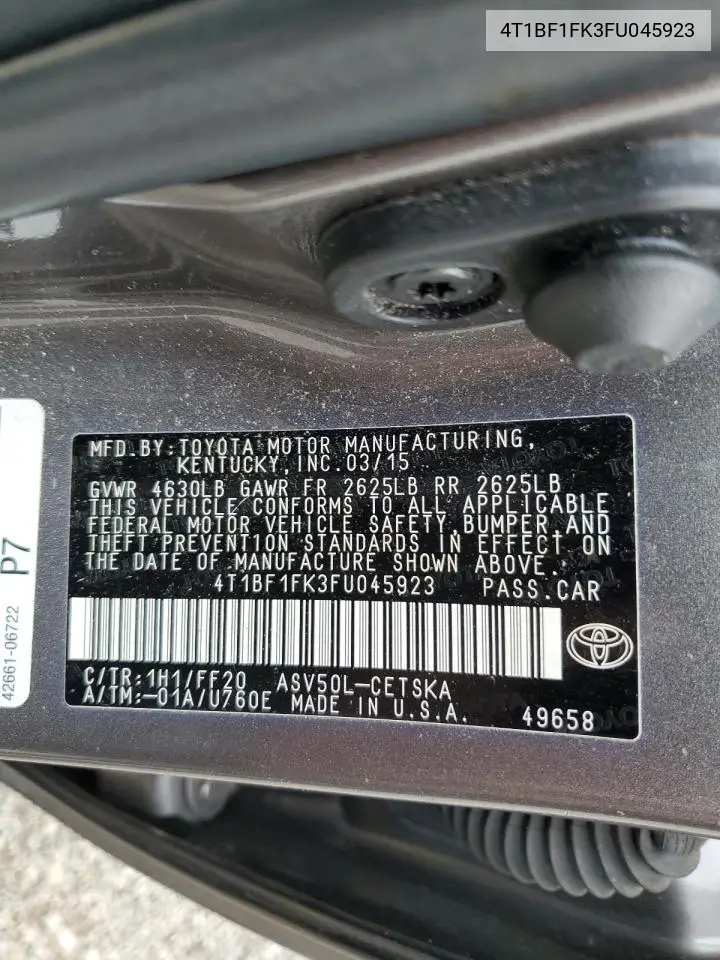 4T1BF1FK3FU045923
MFD.BY:TOYOTA MOTOR MANUFACTURING,
KENTUCKY,INC.03/15
GVWR 4630LB GAWR FR 2625LB RR 2625LB
THIS VEHICLE CONFORMS TO ALL APPLICABLE
FEDERAL MOTOR VEHICLE SAFETY,BUMPER,AND
THEFT PREVENTION STANDARDS IN EFFECT ON
THE DATE OF MANUFACTURE SHOWN ABOVE.
4T1BF1FK3FU045923 PASS.CAR
C/TR:1H1/FF20 ASV50L-CETSKA
A/TM:-01A/U760E MADE IN U.S.A. 49658
P7
42661-06722